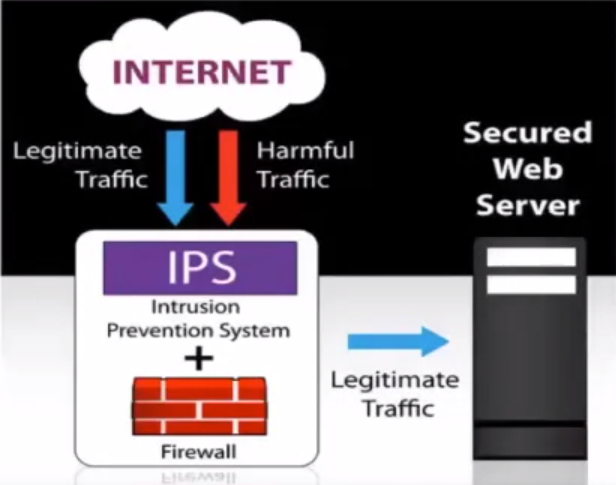 INTERNET
Legitimate
Traffic
Harmful
Traffic
Secured
Web
Server
IPS
Intrusion
Prevention System
+
Firewall
Legitimate
Traffic